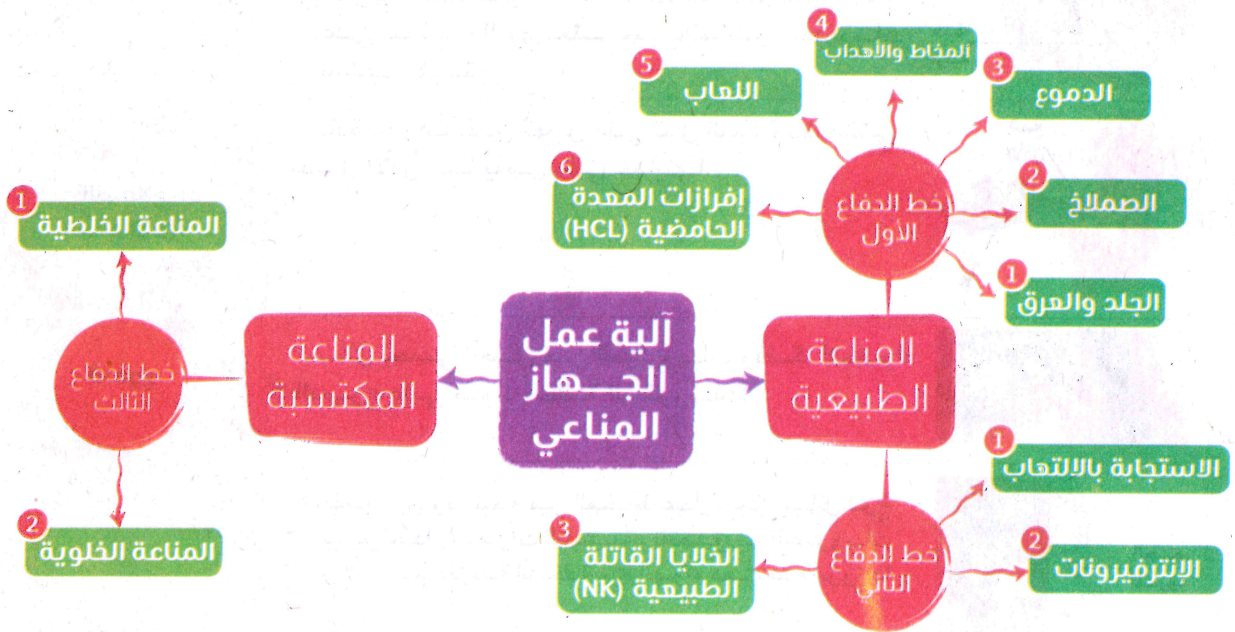 آلية عمل
الجـــهاز
المناعي
المناعة
الطبيعية
خط الدفاع
الأول
1
الجلد والعرق
2
الصملاخ
3
الدموع
4
المخاط والأهداب
5
اللعاب
6
إفرازات المعدة
الحامضية (HCL)
خط الدفاع
الثاني
1
الاستجابة بالالتهاب
2
الإنترفيرونات
3
الخلايا القاتلة
الطبيعية (NK)
المناعة
المكتسبة
خط الدفاع
الثالث
1
المناعة الخلطية
2
المناعة الخلوية